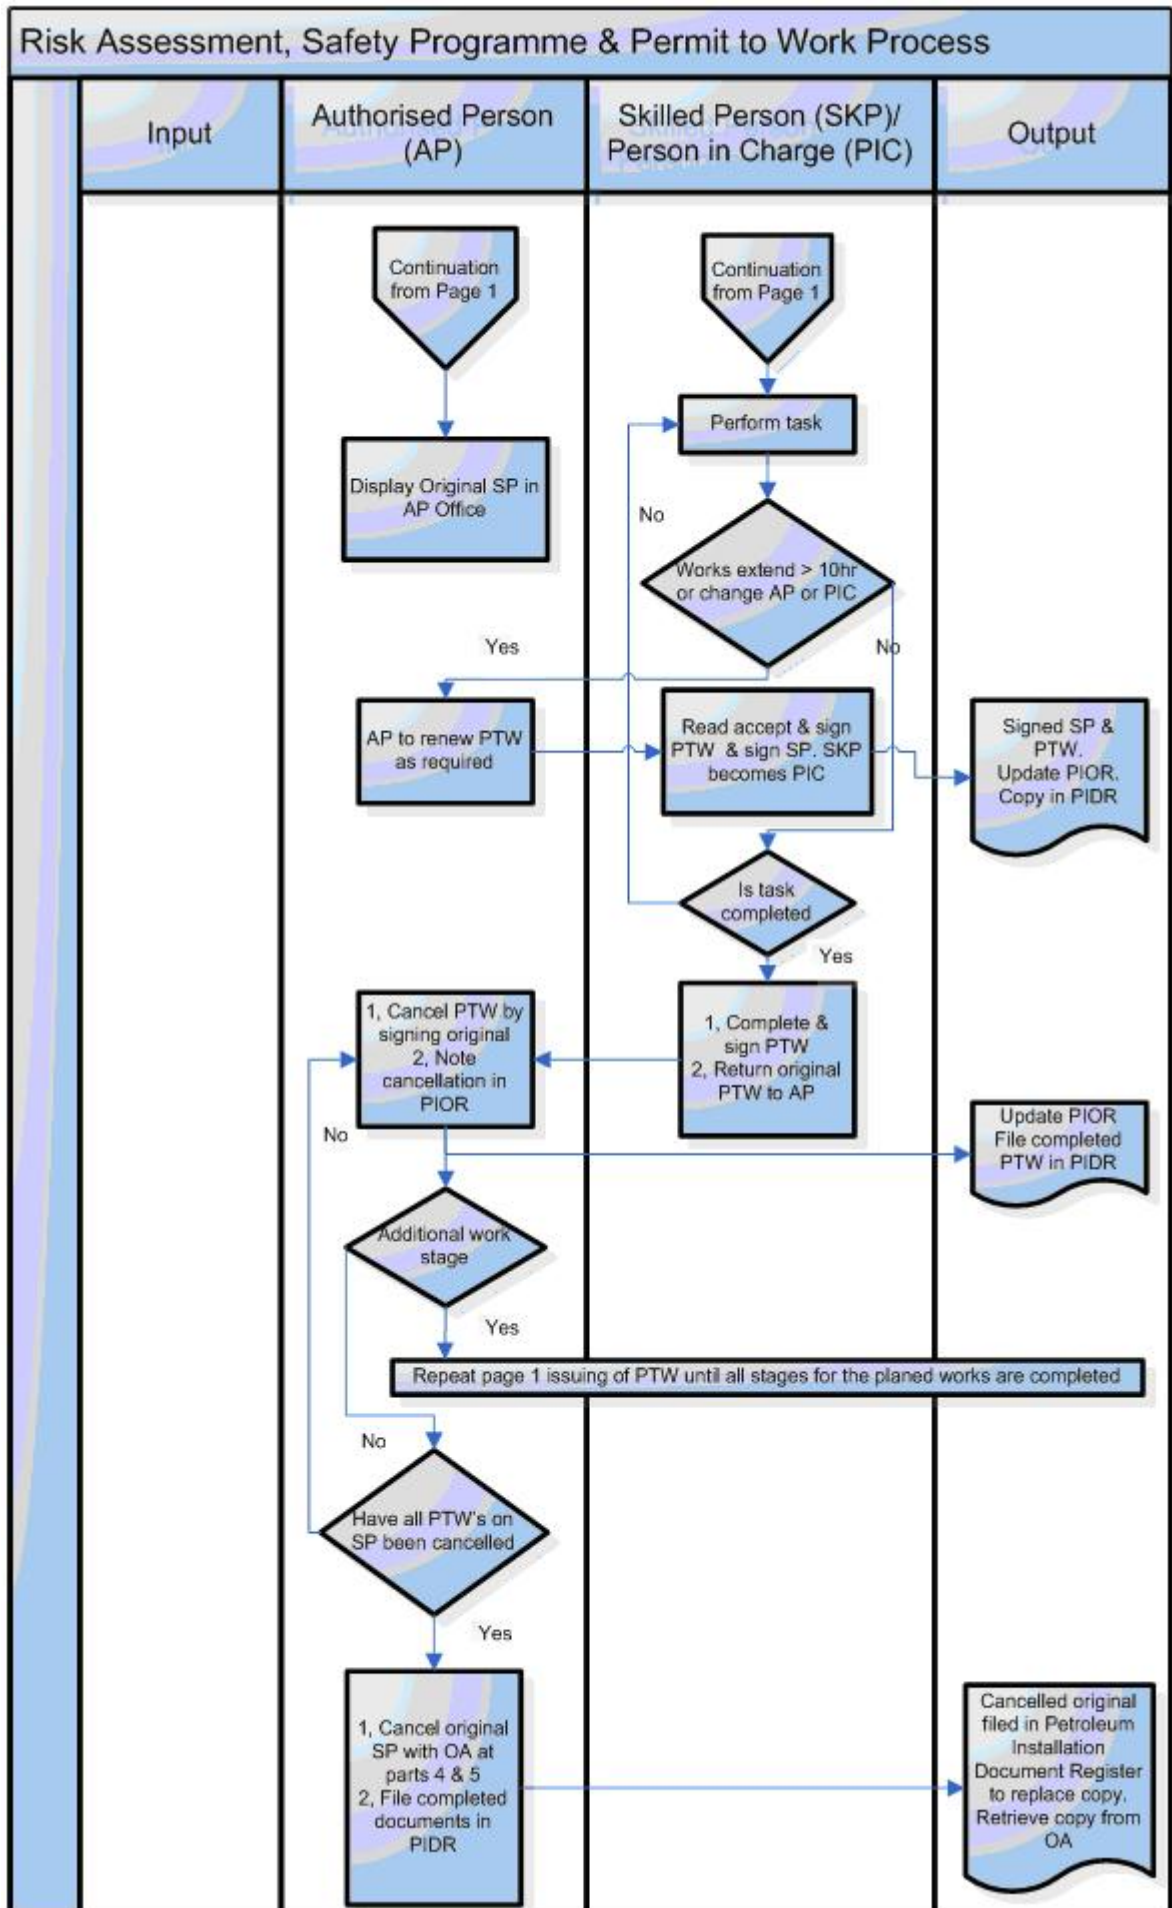 Risk Assessment, Safety Programme & Permit to Work Process
Input
Authorised Person
(AP)
Skilled Person (SKP)/
Person in Charge (PIC)
Output
Continuation
from Page 1
Continuation
from Page 1
Perform task
Display Original SP in
AP Office
No
Works extend > 10hr
or change AP or PIC
Yes
No
AP to renew PTW
as required
Read accept & sign
PTW & sign SP. SKP
becomes PIC
Signed SP &
PTW.
Update PIOR.
Copy in PIDR
Is task
completed
Yes
1, Cancel PTW by
signing original
2, Note
cancellation in
PIOR
1, Complete &
sign PTW
2, Return original
PTW to AP
No
Update PIOR
File completed
PTW in PIDR
Additional work
stage
Yes
Repeat page 1 issuing of PTW until all stages for the planed works are completed
No
Have all PTW's on
SP been cancelled
Yes
1, Cancel original
SP with OA at
parts 4 & 5
2, File completed
documents in
PIDR
Cancelled original
filed in Petroleum
Installation
Document Register
to replace copy.
Retrieve copy from
OA